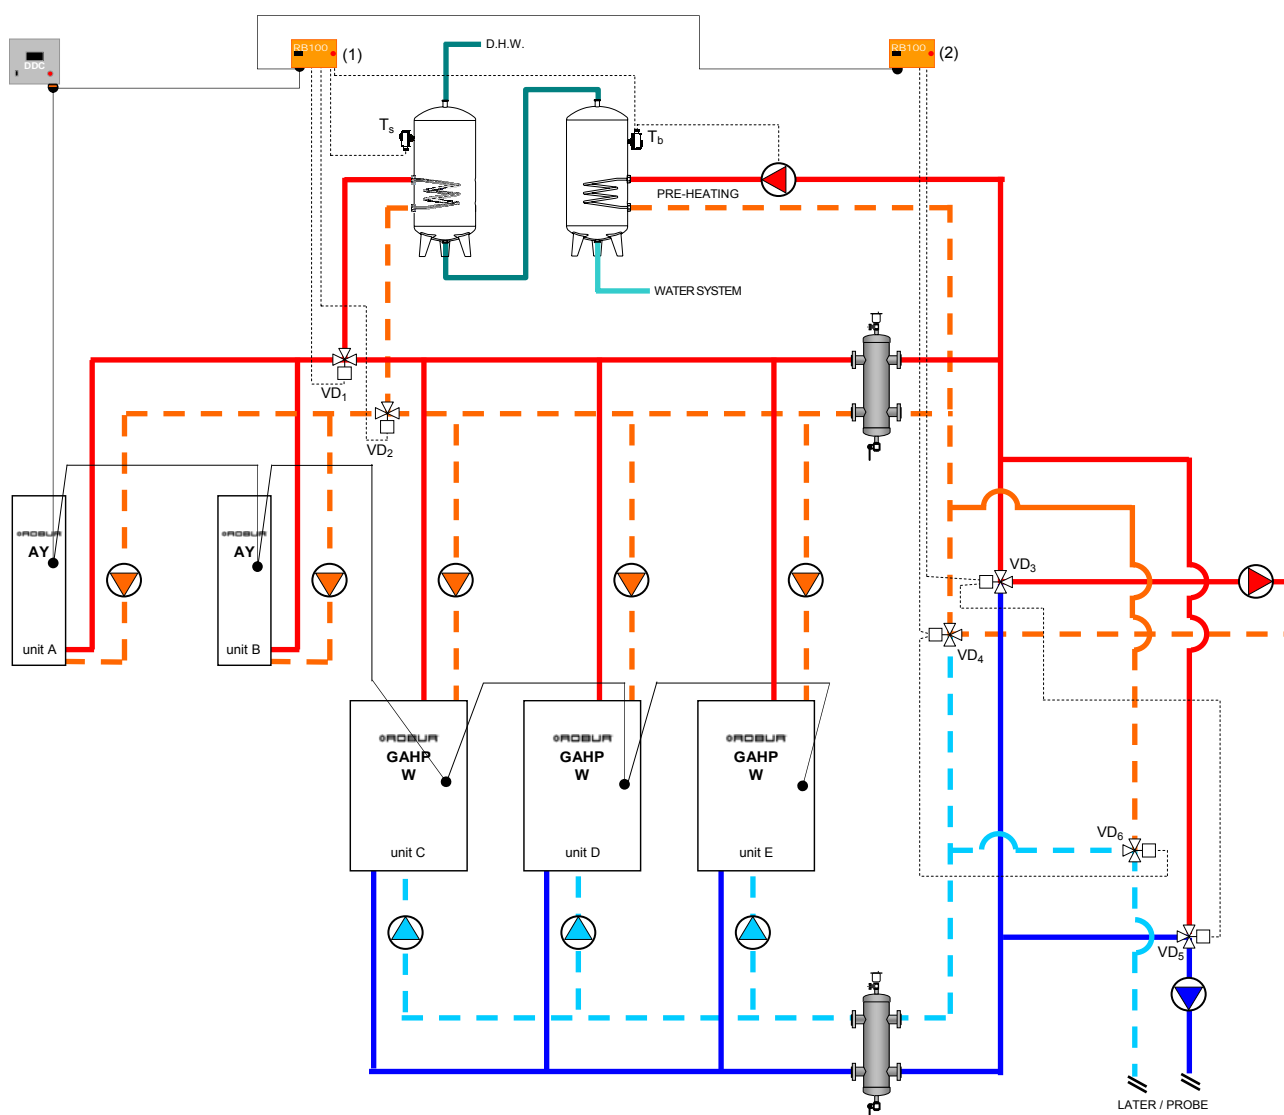 DDC
RB100
(1)
D.H.W.
RB100
(2)
Ts
Tb
PRE-HEATING
WATER SYSTEM
VD1
VD2
ROBUR
AY
unit A
ROBUR
AY
unit B
VD3
VD4
ROBUR
GAHP
W
unit C
ROBUR
GAHP
W
unit D
ROBUR
GAHP
W
unit E
VD6
VD5
LATER / PROBE